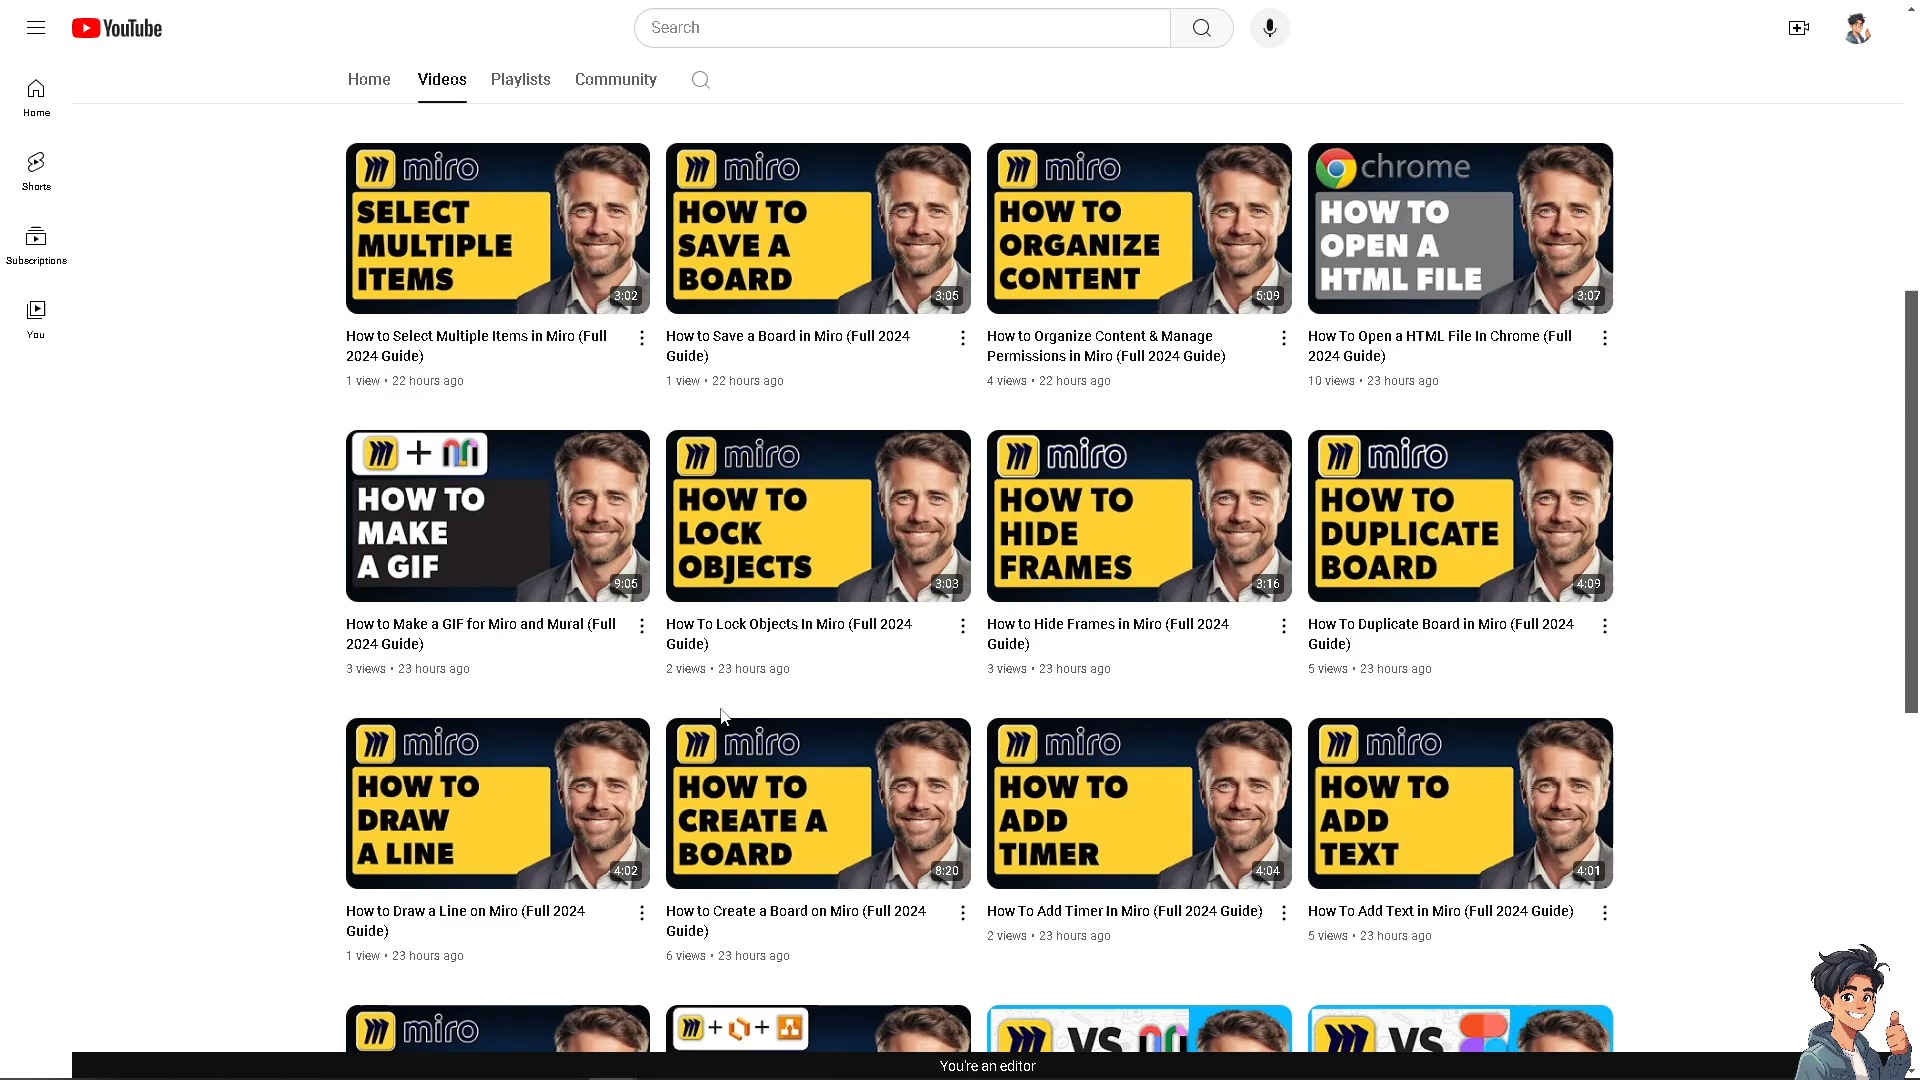 YouTube
Search
Home
Videos
Playlists
Community
Home
Shorts
Subscriptions
You
miro
SELECT
MULTIPLE
ITEMS
3:02
How to Select Multiple Items in Miro (Full
2024 Guide)
1 view • 22 hours ago
miro
HOW TO
SAVE A
BOARD
3:05
How to Save a Board in Miro (Full 2024
Guide)
1 view • 22 hours ago
miro
HOW TO
ORGANIZE
CONTENT
5:09
How to Organize Content & Manage
Permissions in Miro (Full 2024 Guide)
4 views • 22 hours ago
chrome
HOW TO
OPEN A
HTML FILE
3:07
How To Open a HTML File In Chrome (Full
2024 Guide)
10 views • 23 hours ago
+
HOW TO
MAKE
A GIF
9:05
How to Make a GIF for Miro and Mural (Full
2024 Guide)
3 views • 23 hours ago
miro
HOW TO
LOCK
OBJECTS
3:03
How To Lock Objects In Miro (Full 2024
Guide)
2 views • 23 hours ago
miro
HOW TO
HIDE
FRAMES
3:16
How to Hide Frames in Miro (Full 2024
Guide)
3 views • 23 hours ago
miro
HOW TO
DUPLICATE
BOARD
4:09
How To Duplicate Board in Miro (Full 2024
Guide)
5 views • 23 hours ago
miro
HOW TO
DRAW
A LINE
4:02
How to Draw a Line on Miro (Full 2024
Guide)
1 view • 23 hours ago
miro
HOW TO
CREATE A
BOARD
8:20
How to Create a Board on Miro (Full 2024
Guide)
6 views • 23 hours ago
miro
HOW TO
ADD
TIMER
4:04
How To Add Timer In Miro (Full 2024 Guide)
2 views • 23 hours ago
miro
HOW TO
ADD
TEXT
4:01
How To Add Text in Miro (Full 2024 Guide)
5 views • 23 hours ago
miro
+ +
VS
VS
You're an editor